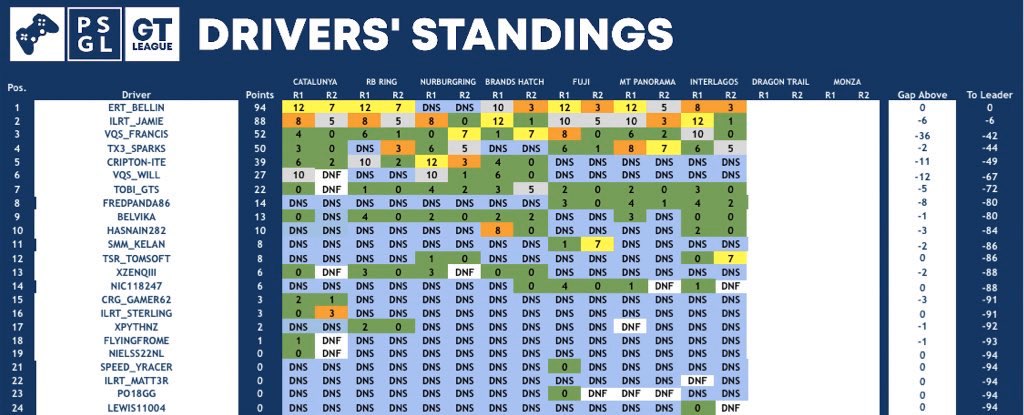 PS
GL
GT
LEAGUE
DRIVERS' STANDINGS
CATALUNYA RB RING NURBURGRING BRANDS HATCH FUJI MT PANORAMA INTERLAGOS DRAGON TRAIL MONZA
Pos. Driver Points R1 R2 R1 R2 R1 R2 R1 R2 R1 R2 R1 R2 R1 R2 R1 R2 R1 R2 Gap Above To Leader
1 ERT_BELLIN 94 12 7 12 7 DNS DNS 10 3 12 3 12 5 8 3 0 0
2 ILRT_JAMIE 88 8 5 8 5 8 0 12 1 10 5 10 3 12 1 -6 -6
3 VQS_FRANCIS 52 4 0 6 1 0 7 1 7 8 0 6 2 10 0 -36 -42
4 TX3_SPARKS 50 3 0 DNS 3 6 5 DNS DNS 6 1 8 7 6 5 -2 -44
5 CRIPTON-ITE 39 6 2 10 2 12 3 4 0 DNS DNS DNS DNS DNS DNS -11 -49
6 VQS_WILL 27 10 DNF DNS DNS 10 1 6 0 DNS DNS DNS DNS DNS DNS -12 -67
7 TOBI_GTS 22 0 DNF 1 0 4 2 3 5 2 0 2 0 3 0 -5 -72
8 FREDPANDA86 14 DNS DNS DNS DNS DNS DNS DNS DNS 3 0 4 1 4 2 -8 -80
9 BELVIKA 13 0 DNS 4 0 2 0 2 2 DNS DNS 3 DNS 0 0 -1 -80
10 HASNAIN282 10 DNS DNS DNS DNS DNS DNS 8 DNS DNS DNS DNS DNS 2 0 -3 -84
11 SMM_KELAN 8 DNS DNS DNS DNS DNS DNS DNS DNS 1 7 DNS DNS DNS DNS -2 -86
12 TSR_TOMSOFT 8 DNS DNS DNS DNS 1 0 DNS DNS DNS DNS DNS DNS 0 7 0 -86
13 XZENQIII 6 0 DNF 3 0 3 DNF 0 0 DNS DNS DNS DNS DNS DNS -2 -88
14 NIC118247 6 DNS DNS DNS DNS DNS DNS DNS 0 4 0 1 DNF 1 DNF 0 -88
15 CRG_GAMER62 3 2 1 DNS DNS DNS DNS DNS DNS DNS DNS DNS DNS DNS DNS -3 -91
16 ILRT_STERLING 3 0 3 DNS DNS DNS DNS DNS DNS DNS DNS DNS DNS DNS DNS 0 -91
17 XPYTHNZ 2 DNS DNS 2 0 DNS DNS DNS DNS DNS DNS DNF DNS DNS DNS -1 -92
18 FLYINGFROME 1 1 DNF DNS DNS DNS DNS DNS DNS DNS DNS DNS DNS DNS DNS -1 -93
19 NIELSS22NL 0 0 DNF DNS DNS DNS DNS DNS DNS DNS DNS DNS DNS DNS DNS 0 -94
21 SPEED_YRACER 0 DNS DNS DNS DNS DNS DNS DNS DNS 0 DNS DNS DNS DNS DNS 0 -94
22 ILRT_MATT3R 0 DNS DNS DNS DNS DNS DNS DNS DNS DNS DNS DNS DNS DNF DNS 0 -94
23 PO18GG 0 DNS DNS DNS DNS DNS DNS DNS DNS 0 DNF DNF DNF DNS DNS 0 -94
24 LEWIS11004 0 DNS DNS DNS DNS DNS DNS DNS DNS DNS DNS DNS DNS 0 DNF 0 -94